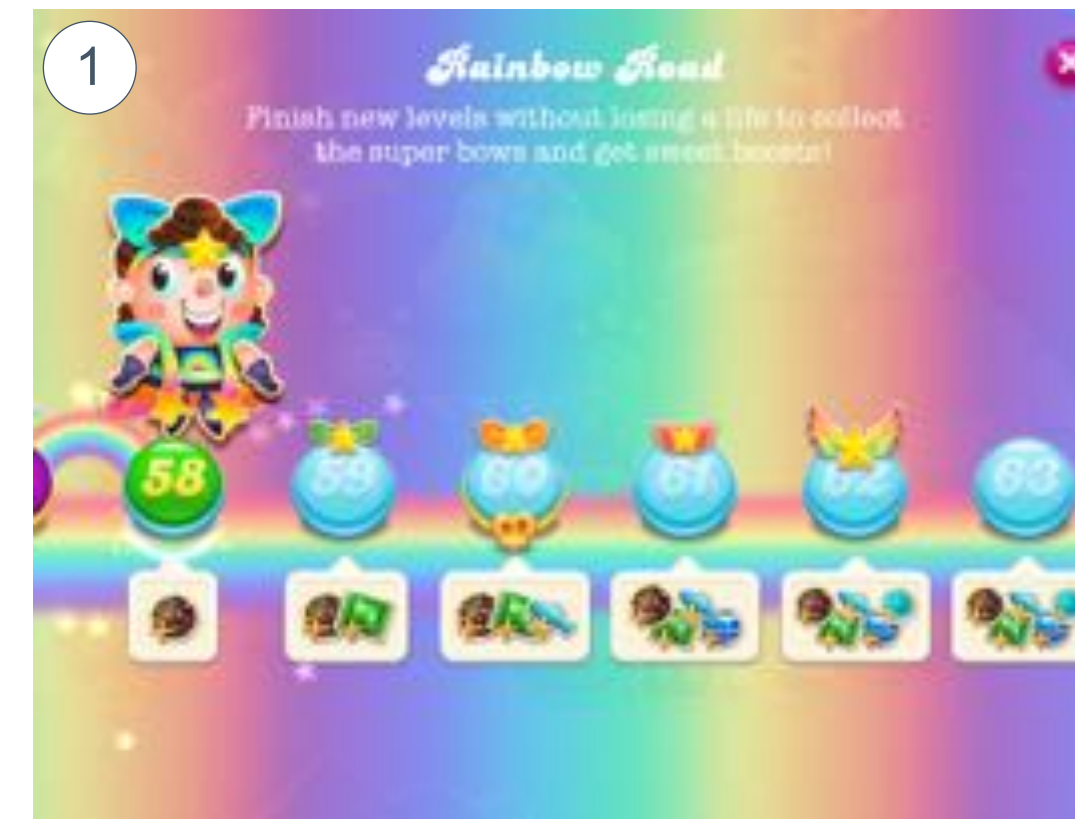 1
Rainbow Road
Finish new levels without losing a life to collect
the super bows and get sweet boosts!
58
59
60
61
62
63